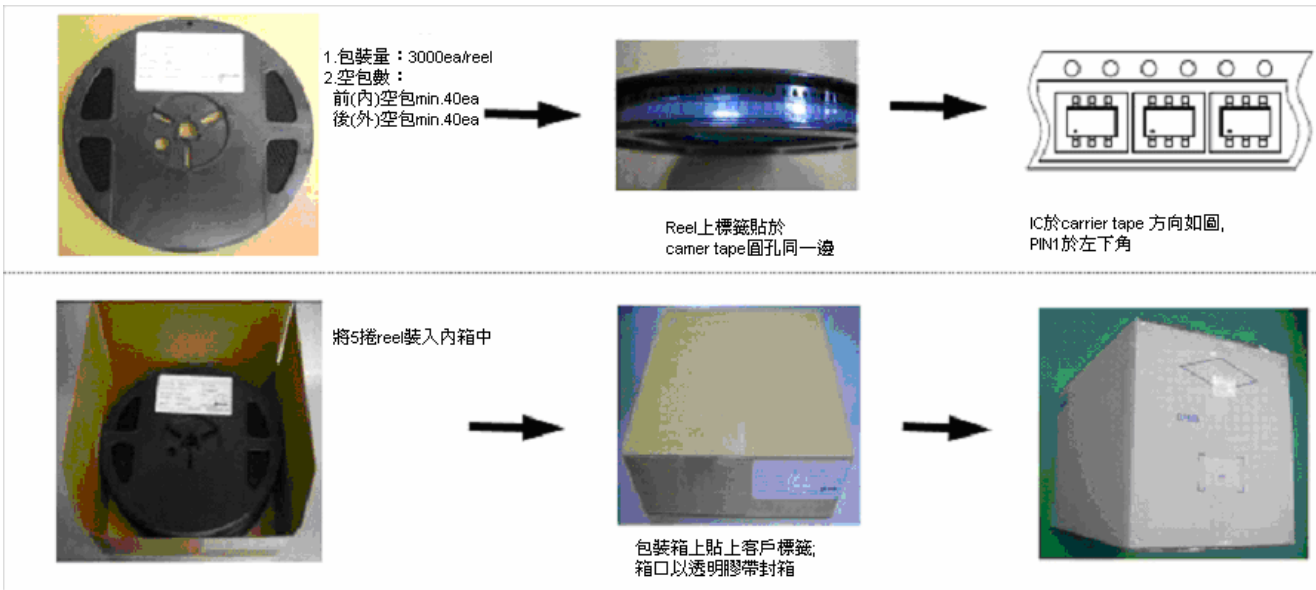 1.包裝量：3000ea/reel
2.空包數：
前(內)空包min.40ea
後(外)空包min.40ea
Reel上標籤貼於
carrier tape圓孔同一邊
IC於carrier tape 方向如圖,
PIN1於左下角
將5捲reel裝入內箱中
包裝箱上貼上客戶標籤;
箱口以透明膠帶封箱